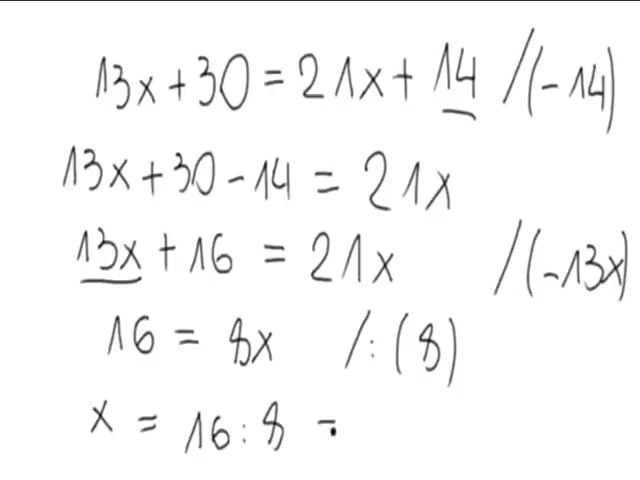 13x + 30 = 21x + 14 /(-14)
13x + 30 - 14 = 21x
13x + 16 = 21x /(-13x)
16 = 8x /:(8)
x = 16 : 8 =